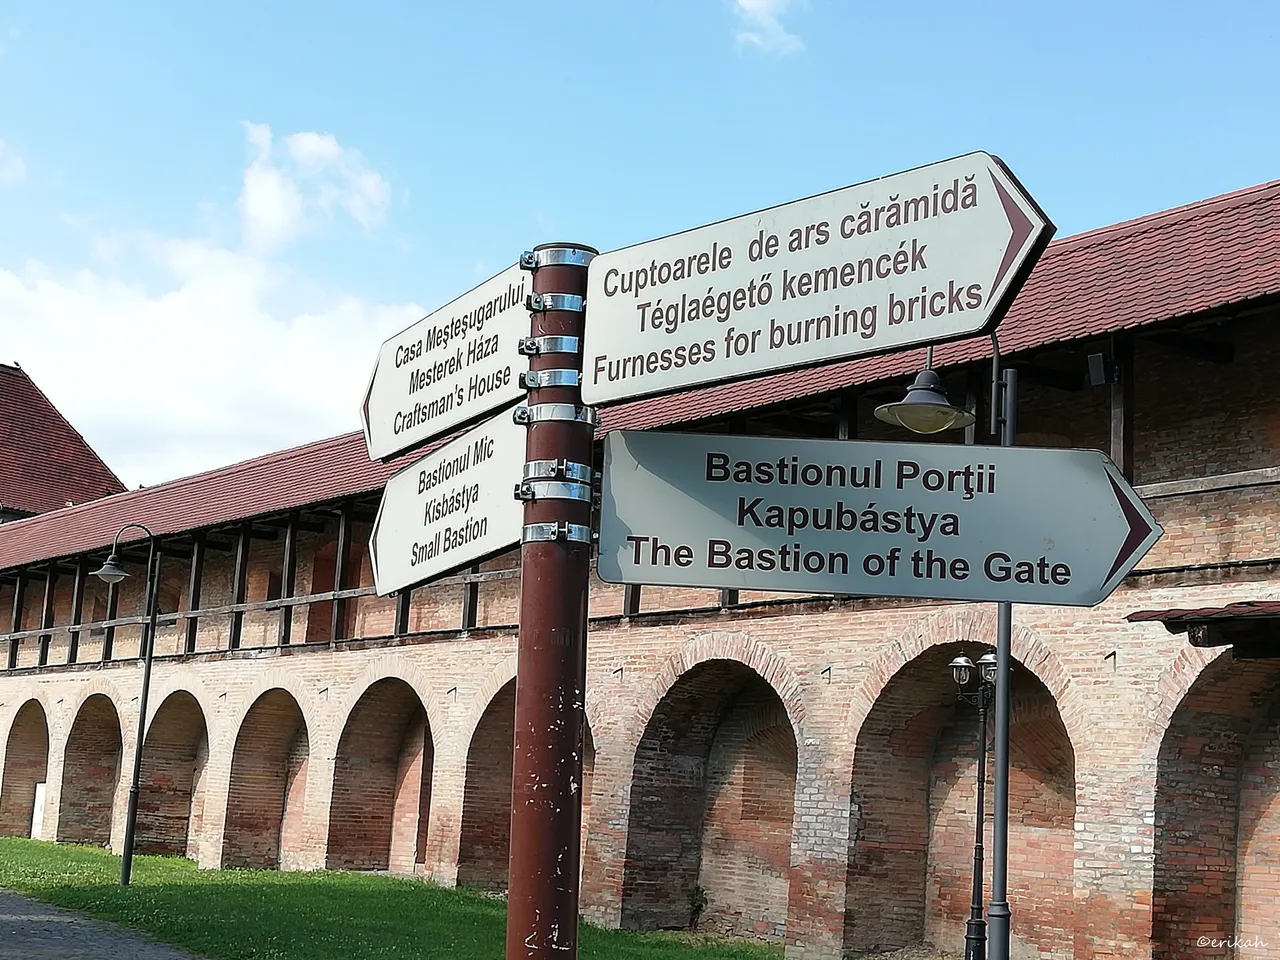 Casa Meşteşugarului
Mesterek Háza
Craftsman's House
Cuptoarele de ars cărămidă
Téglaégető kemencék
Furnesses for burning bricks
Bastionul Mic
Kisbástya
Small Bastion
Bastionul Porţii
Kapubástya
The Bastion of the Gate
©erikah